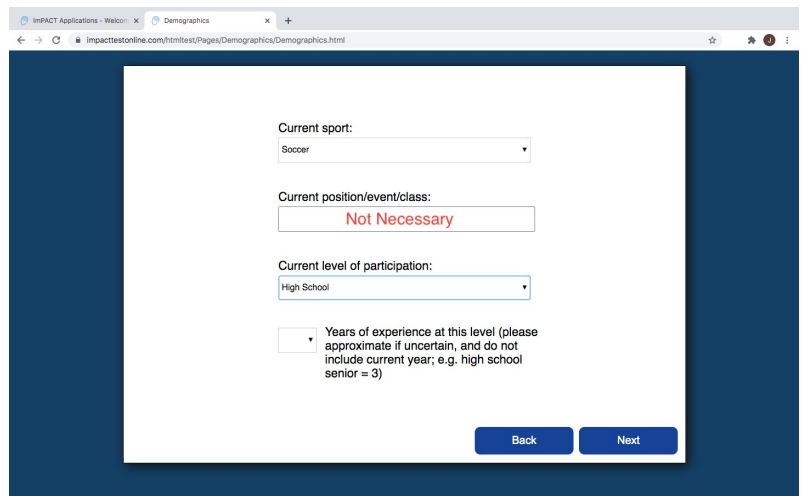 ImPACT Applications - Welcom
Demographics
impacttestonline.com/htmltest/Pages/Demographics/Demographics.html
J
Current sport:
Soccer
Current position/event/class:
Not Necessary
Current level of participation:
High School
Years of experience at this level (please
approximate if uncertain, and do not
include current year; e.g. high school
senior = 3)
Back
Next